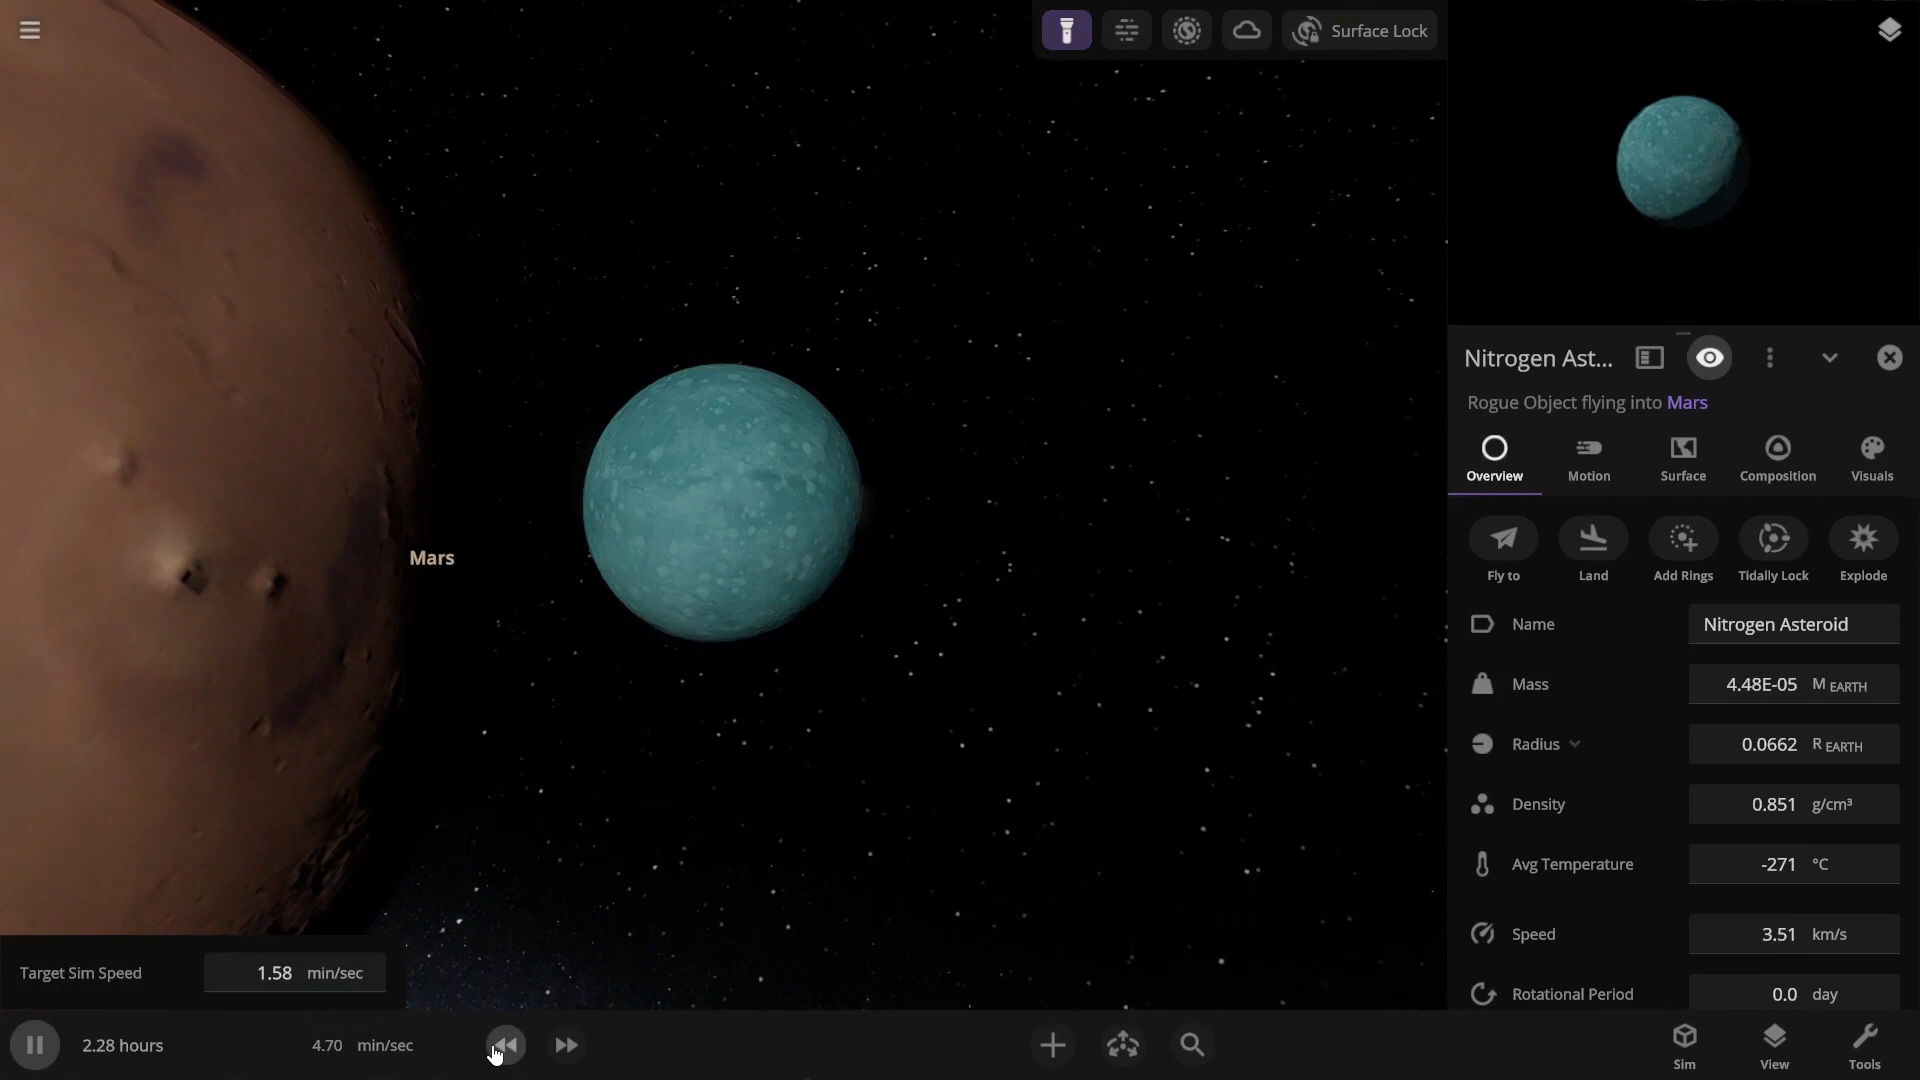 Surface Lock
Nitrogen Ast...
Rogue Object flying into Mars
Overview
Motion
Surface
Composition
Visuals
Fly to
Land
Add Rings
Tidally Lock
Explode
Mars
Name Nitrogen Asteroid
Mass 4.48E-05 M EARTH
Radius 0.0662 R EARTH
Density 0.851 g/cm³
Avg Temperature -271 °C
Speed 3.51 km/s
Rotational Period 0.0 day
Target Sim Speed 1.58 min/sec
2.28 hours 4.70 min/sec
Sim
View
Tools